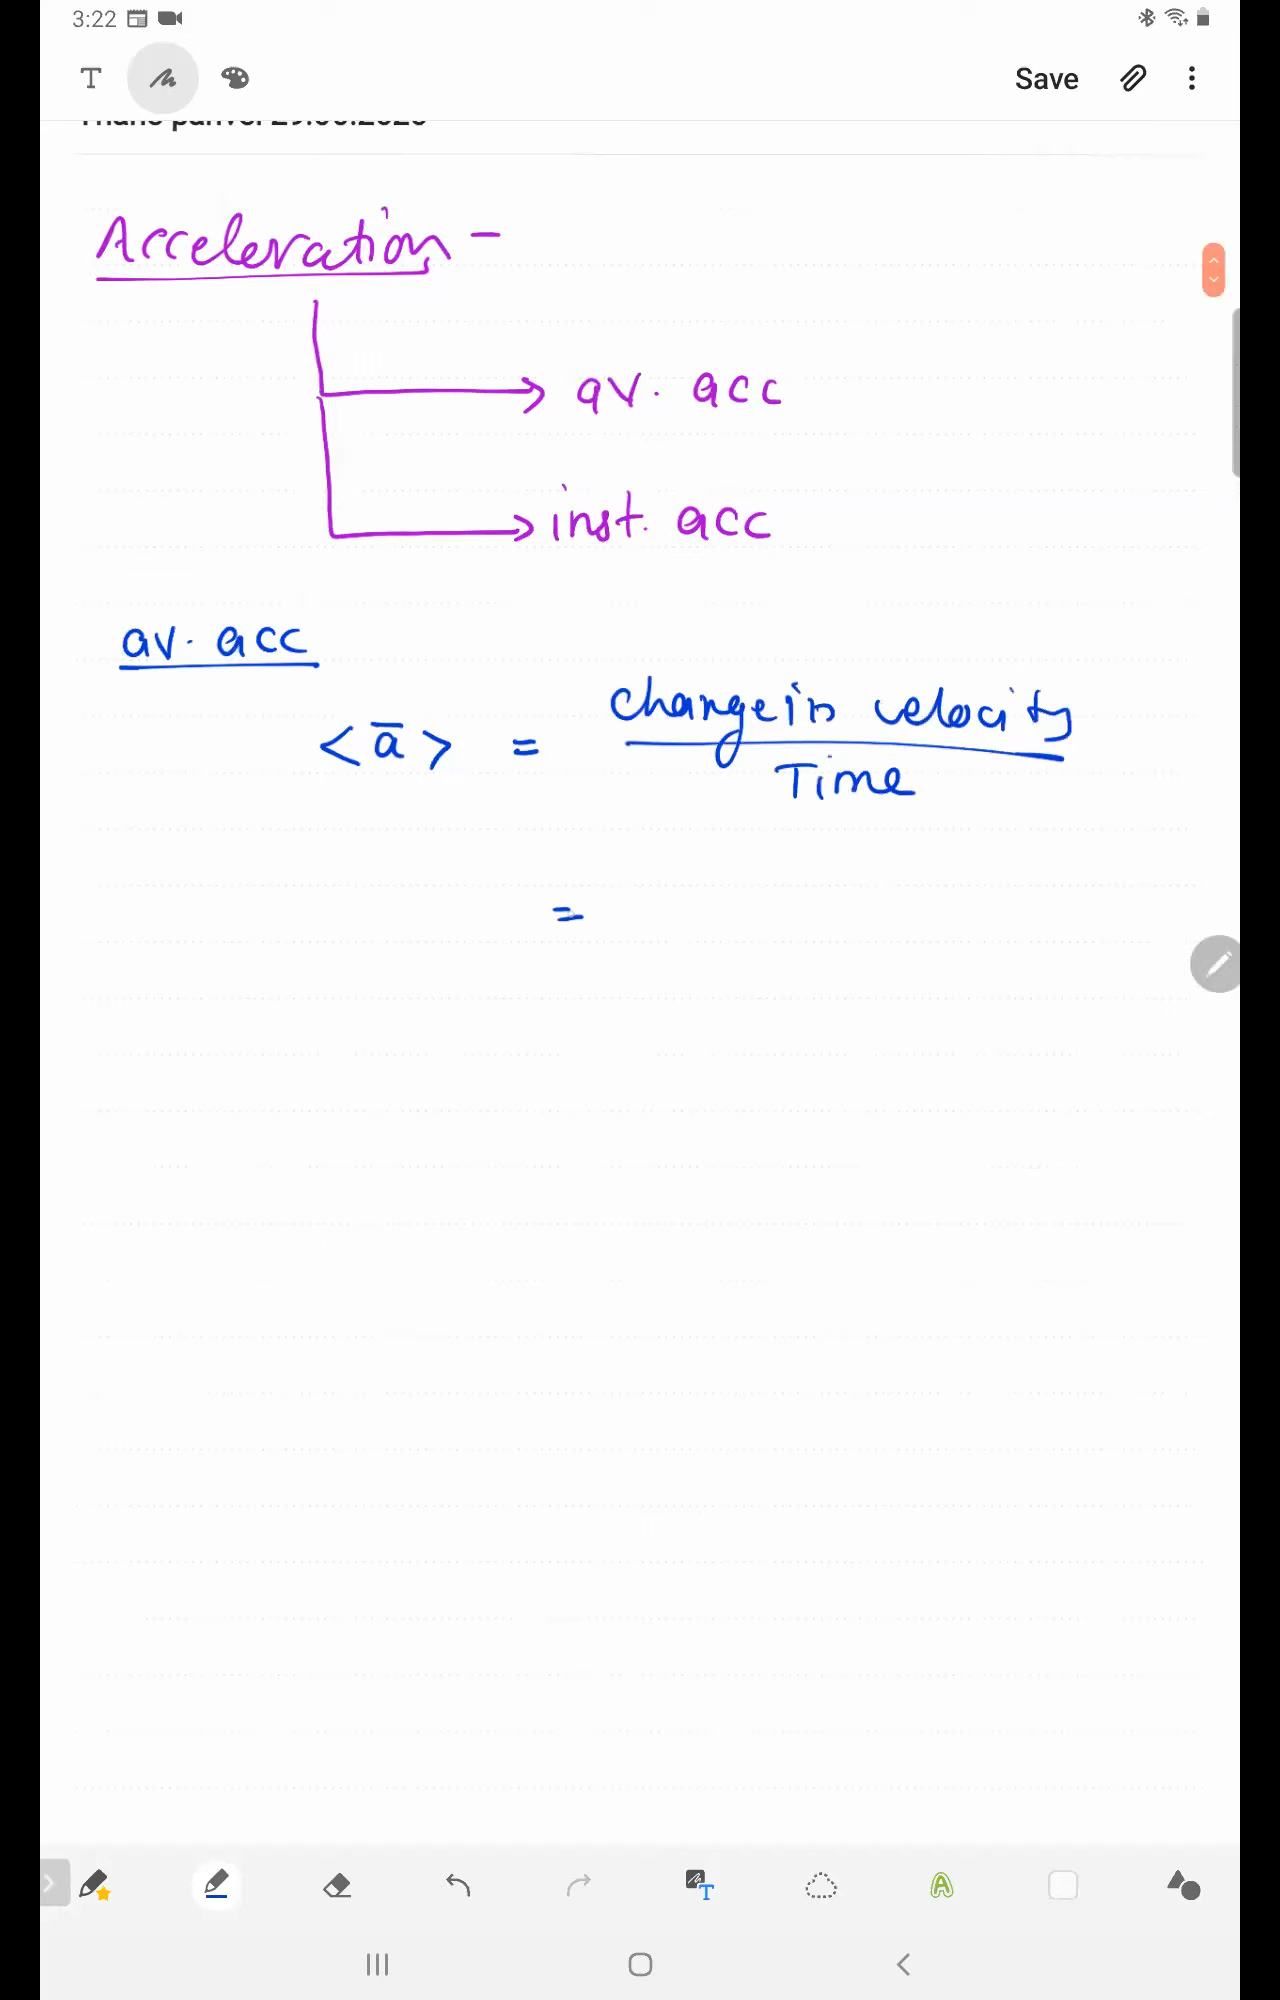 3:22
T
Save
Acceleration -
av. acc
inst. acc
av. acc
< a̅ > = change in velocity
Time
=